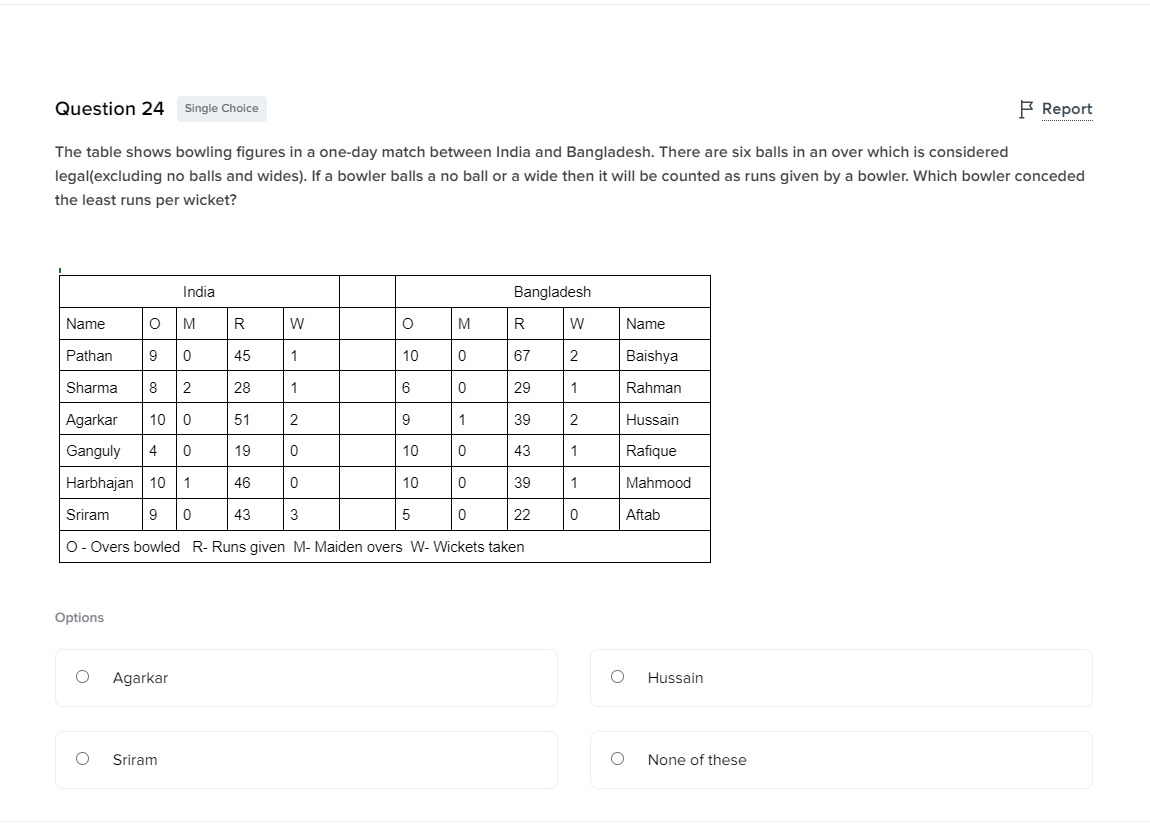 Question 24 Single Choice Report
The table shows bowling figures in a one-day match between India and Bangladesh. There are six balls in an over which is considered
legal(excluding no balls and wides). If a bowler balls a no ball or a wide then it will be counted as runs given by a bowler. Which bowler conceded
the least runs per wicket?
India Bangladesh
Name O M R W O M R W Name
Pathan 9 0 45 1 10 0 67 2 Baishya
Sharma 8 2 28 1 6 0 29 1 Rahman
Agarkar 10 0 51 2 9 1 39 2 Hussain
Ganguly 4 0 19 0 10 0 43 1 Rafique
Harbhajan 10 1 46 0 10 0 39 1 Mahmood
Sriram 9 0 43 3 5 0 22 0 Aftab
O - Overs bowled R- Runs given M- Maiden overs W- Wickets taken
Options
Agarkar Hussain
Sriram None of these